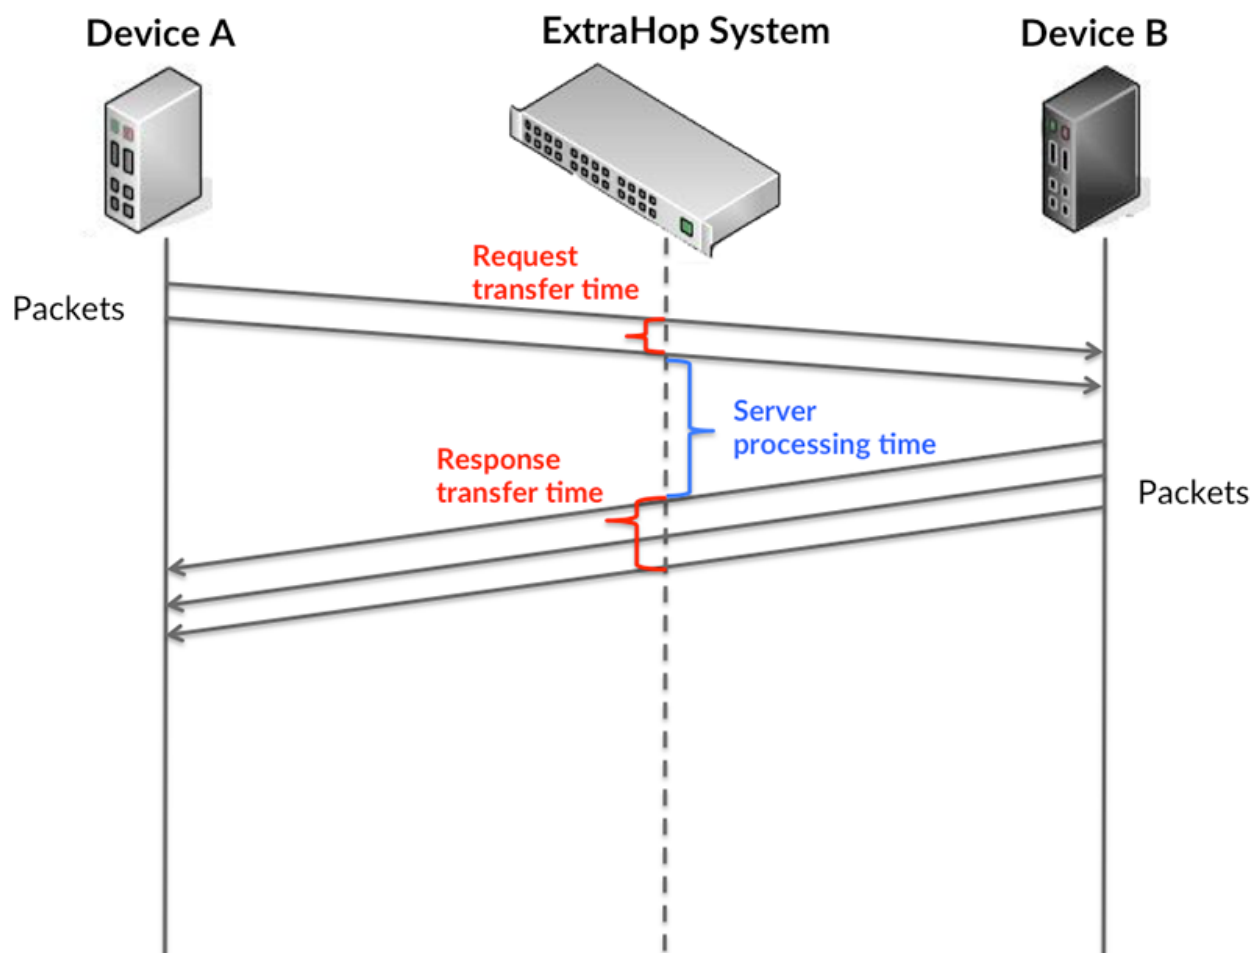 Device A
ExtraHop System
Device B
Request
transfer time
Packets
Server
processing time
Response
transfer time
Packets